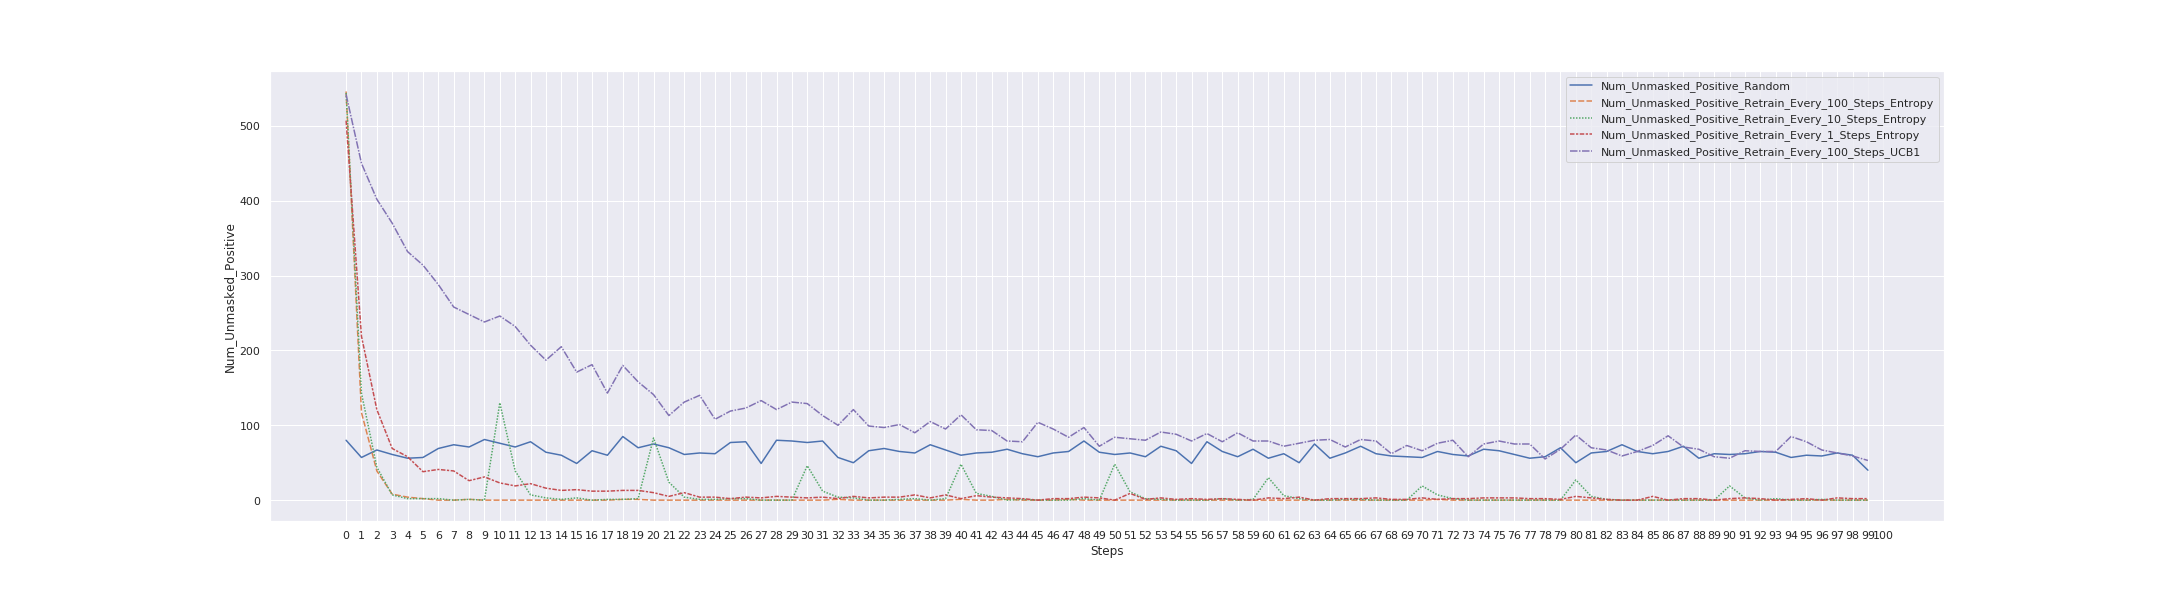 Num_Unmasked_Positive_Random
Num_Unmasked_Positive_Retrain_Every_100_Steps_Entropy
Num_Unmasked_Positive_Retrain_Every_10_Steps_Entropy
Num_Unmasked_Positive_Retrain_Every_1_Steps_Entropy
Num_Unmasked_Positive_Retrain_Every_100_Steps_UCB1
Num_Unmasked_Positive
500
400
300
200
100
0
0 1 2 3 4 5 6 7 8 9 10 11 12 13 14 15 16 17 18 19 20 21 22 23 24 25 26 27 28 29 30 31 32 33 34 35 36 37 38 39 40 41 42 43 44 45 46 47 48 49 50 51 52 53 54 55 56 57 58 59 60 61 62 63 64 65 66 67 68 69 70 71 72 73 74 75 76 77 78 79 80 81 82 83 84 85 86 87 88 89 90 91 92 93 94 95 96 97 98 99 100
Steps